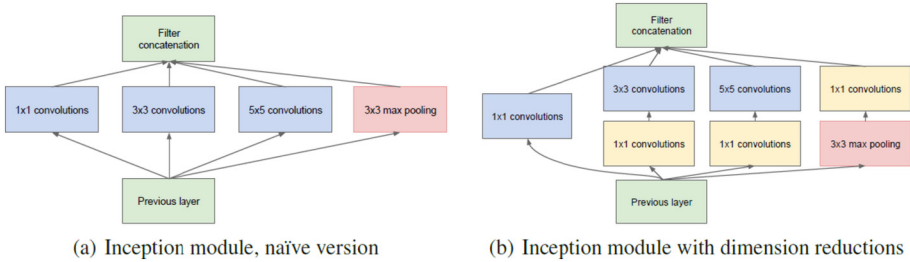 Filter
concatenation
1x1 convolutions
3x3 convolutions
5x5 convolutions
3x3 max pooling
Previous layer
(a) Inception module, naïve version
Filter
concatenation
3x3 convolutions
5x5 convolutions
1x1 convolutions
1x1 convolutions
1x1 convolutions
1x1 convolutions
3x3 max pooling
Previous layer
(b) Inception module with dimension reductions